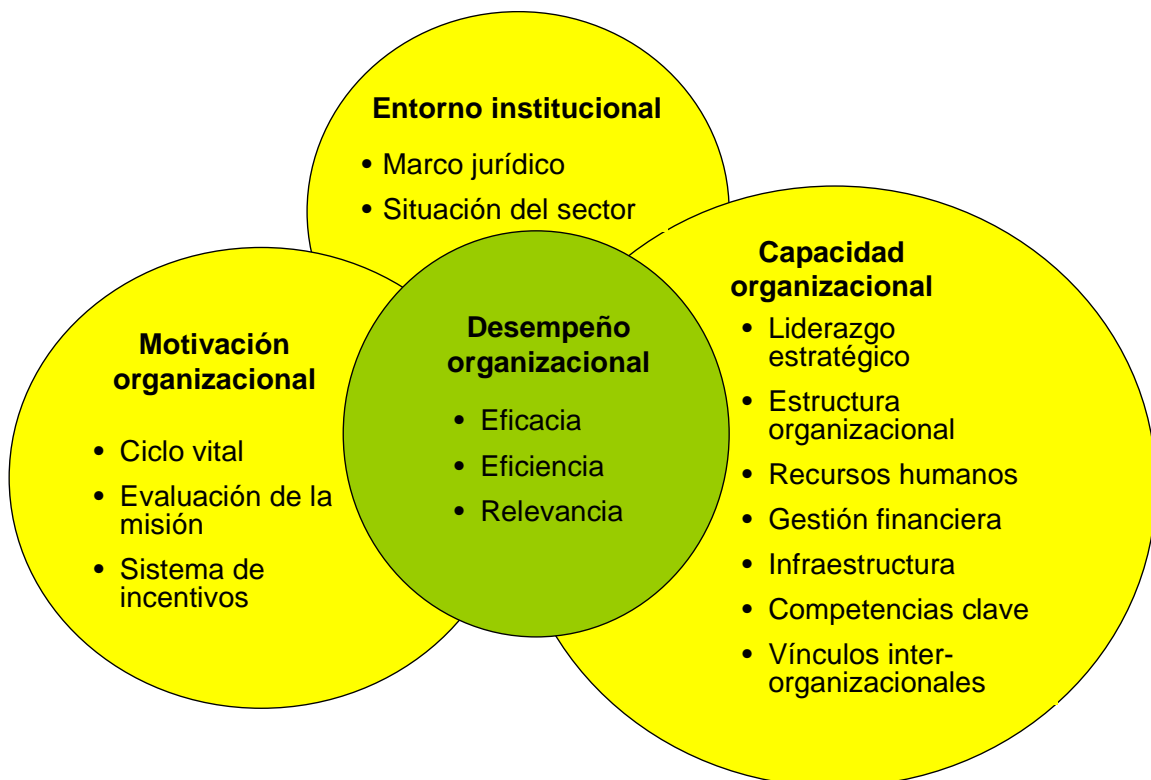 Entorno institucional
• Marco jurídico
• Situación del sector
Motivación
organizacional
• Ciclo vital
• Evaluación de la
misión
• Sistema de
incentivos
Desempeño
organizacional
• Eficacia
• Eficiencia
• Relevancia
Capacidad
organizacional
• Liderazgo
estratégico
• Estructura
organizacional
• Recursos humanos
• Gestión financiera
• Infraestructura
• Competencias clave
• Vínculos inter-
organizacionales